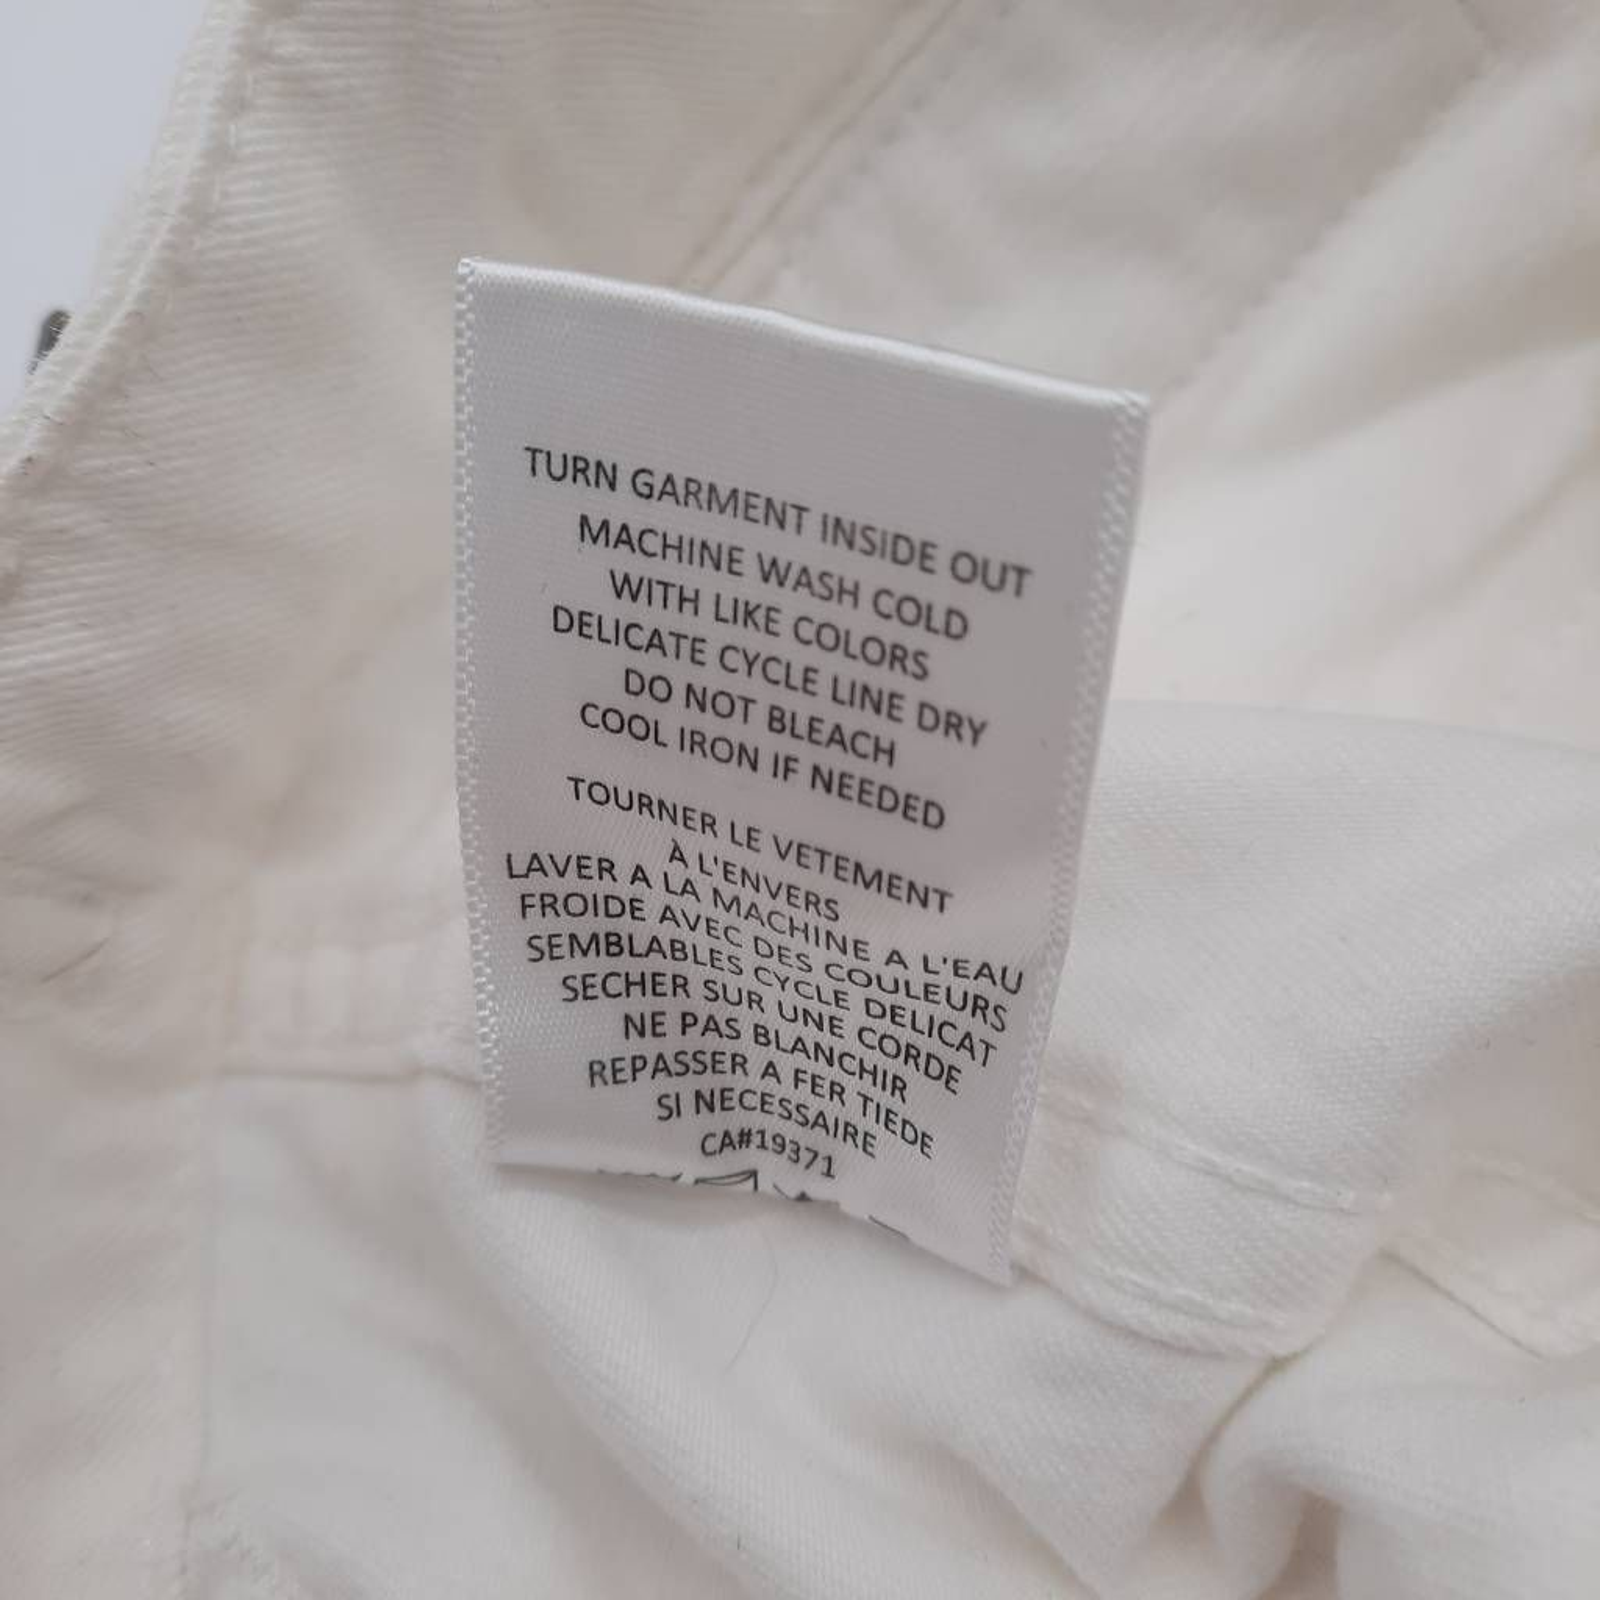 TURN GARMENT INSIDE OUT
MACHINE WASH COLD
WITH LIKE COLORS
DELICATE CYCLE LINE DRY
DO NOT BLEACH
COOL IRON IF NEEDED
TOURNER LE VETEMENT
À L'ENVERS
LAVER A LA MACHINE A L'EAU
FROIDE AVEC DES COULEURS
SEMBLABLES CYCLE DELICAT
SECHER SUR UNE CORDE
NE PAS BLANCHIR
REPASSER A FER TIEDE
SI NECESSAIRE
CA#19371